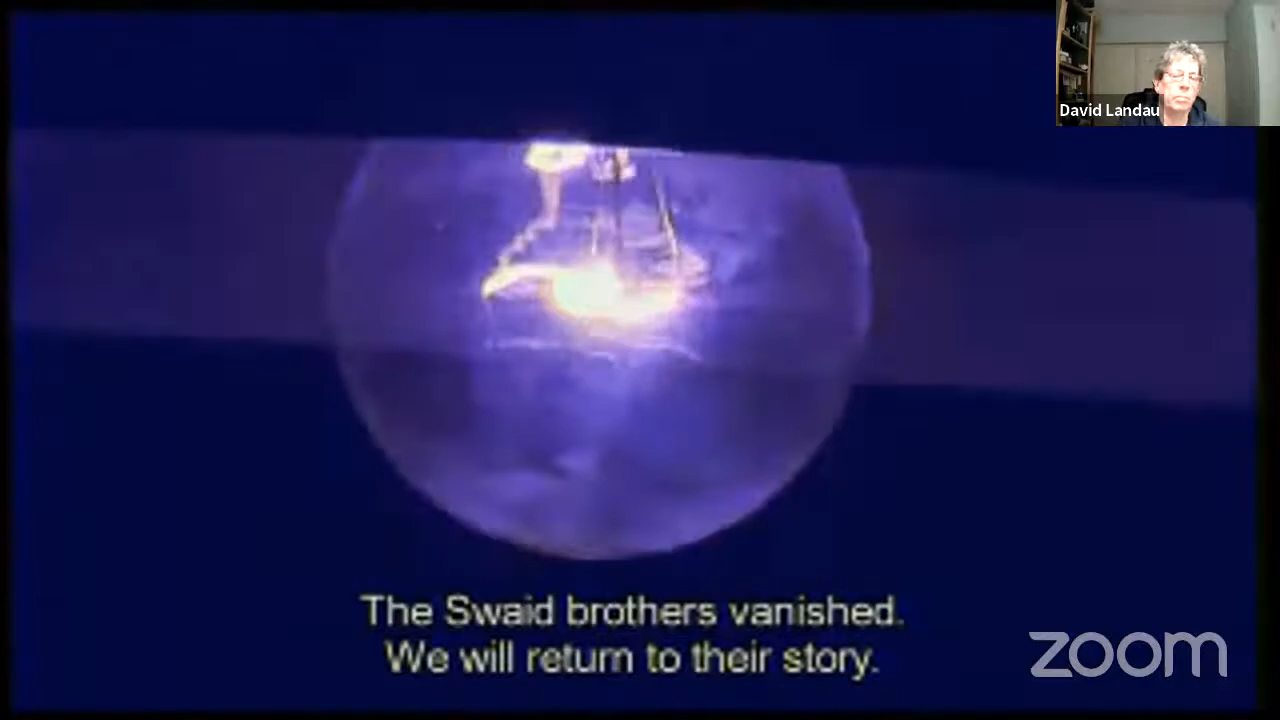 David Landau
The Swaid brothers vanished.
We will return to their story.
zoom